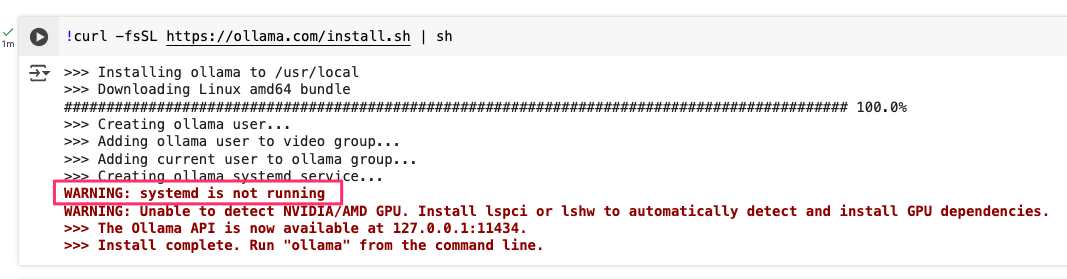 !curl -fsSL https://ollama.com/install.sh | sh
1m
>>> Installing ollama to /usr/local
>>> Downloading Linux amd64 bundle
############################################################################################# 100.0%
>>> Creating ollama user...
>>> Adding ollama user to video group...
>>> Adding current user to ollama group...
>>> Creating ollama systemd service...
WARNING: systemd is not running
WARNING: Unable to detect NVIDIA/AMD GPU. Install lspci or lshw to automatically detect and install GPU dependencies.
>>> The Ollama API is now available at 127.0.0.1:11434.
>>> Install complete. Run "ollama" from the command line.